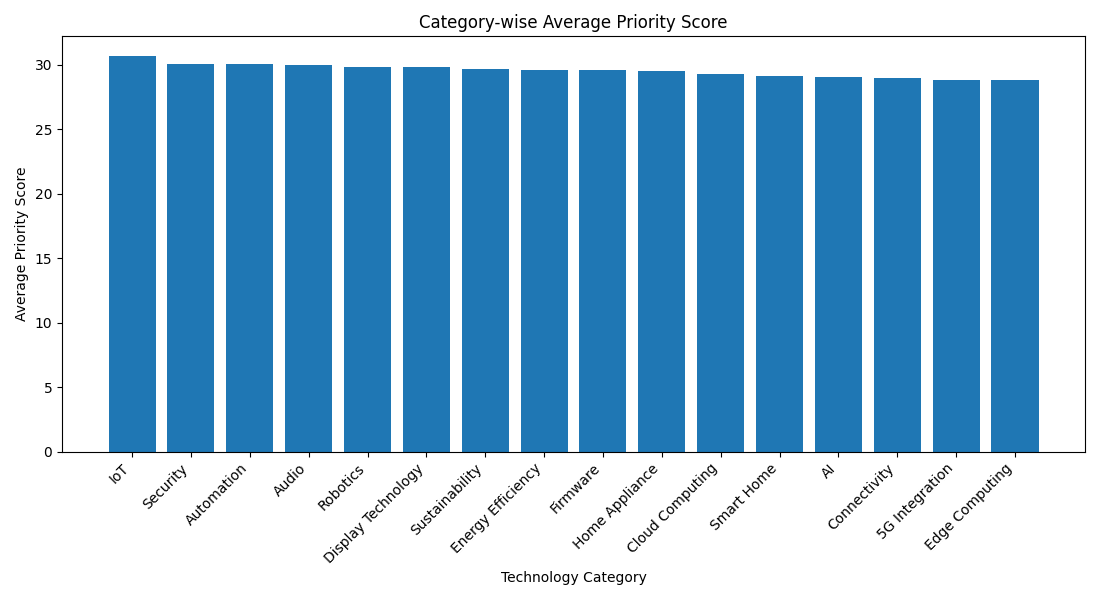 Category-wise Average Priority Score
Average Priority Score
30
25
20
15
10
5
0
IoT
Security
Automation
Audio
Robotics
Display Technology
Sustainability
Energy Efficiency
Firmware
Home Appliance
Cloud Computing
Smart Home
AI
Connectivity
5G Integration
Edge Computing
Technology Category